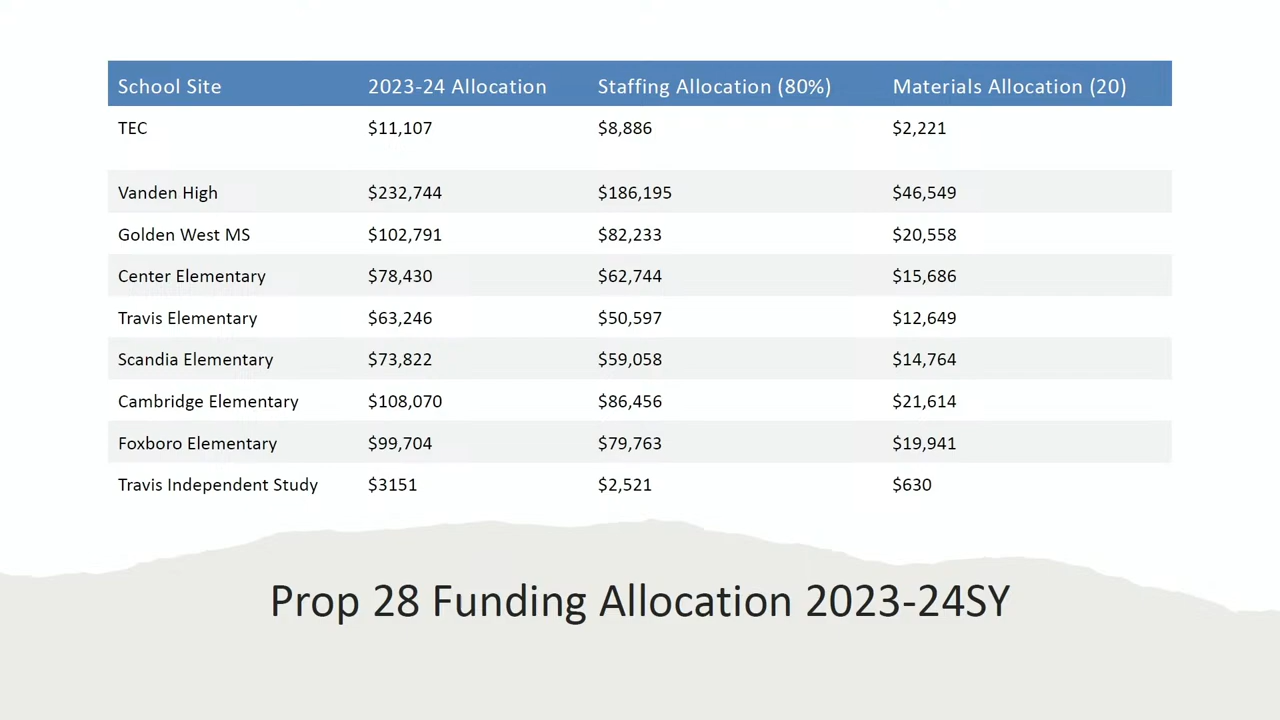 School Site 2023-24 Allocation Staffing Allocation (80%) Materials Allocation (20)
TEC $11,107 $8,886 $2,221
Vanden High $232,744 $186,195 $46,549
Golden West MS $102,791 $82,233 $20,558
Center Elementary $78,430 $62,744 $15,686
Travis Elementary $63,246 $50,597 $12,649
Scandia Elementary $73,822 $59,058 $14,764
Cambridge Elementary $108,070 $86,456 $21,614
Foxboro Elementary $99,704 $79,763 $19,941
Travis Independent Study $3151 $2,521 $630
Prop 28 Funding Allocation 2023-24SY